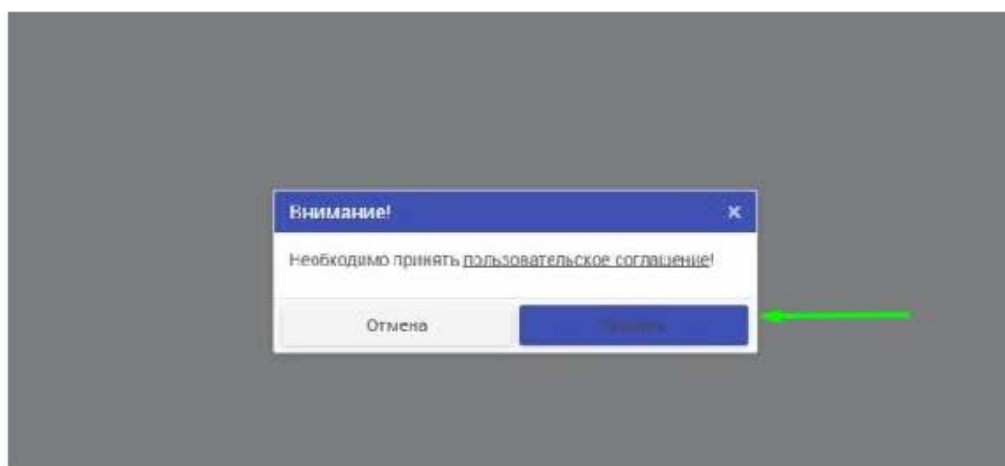 Внимание!
Необходимо принять пользовательское соглашение!
Отмена